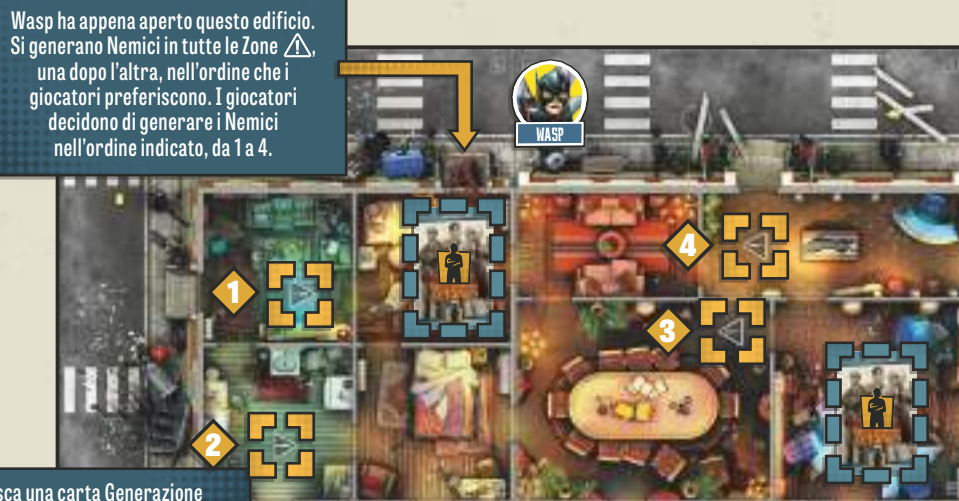 Wasp ha appena aperto questo edificio.
Si generano Nemici in tutte le Zone ⚠,
una dopo l'altra, nell'ordine che i
giocatori preferiscono. I giocatori
decidono di generare i Nemici
nell'ordine indicato, da 1 a 4.
WASP
4
1
3
2
sca una carta Generazione